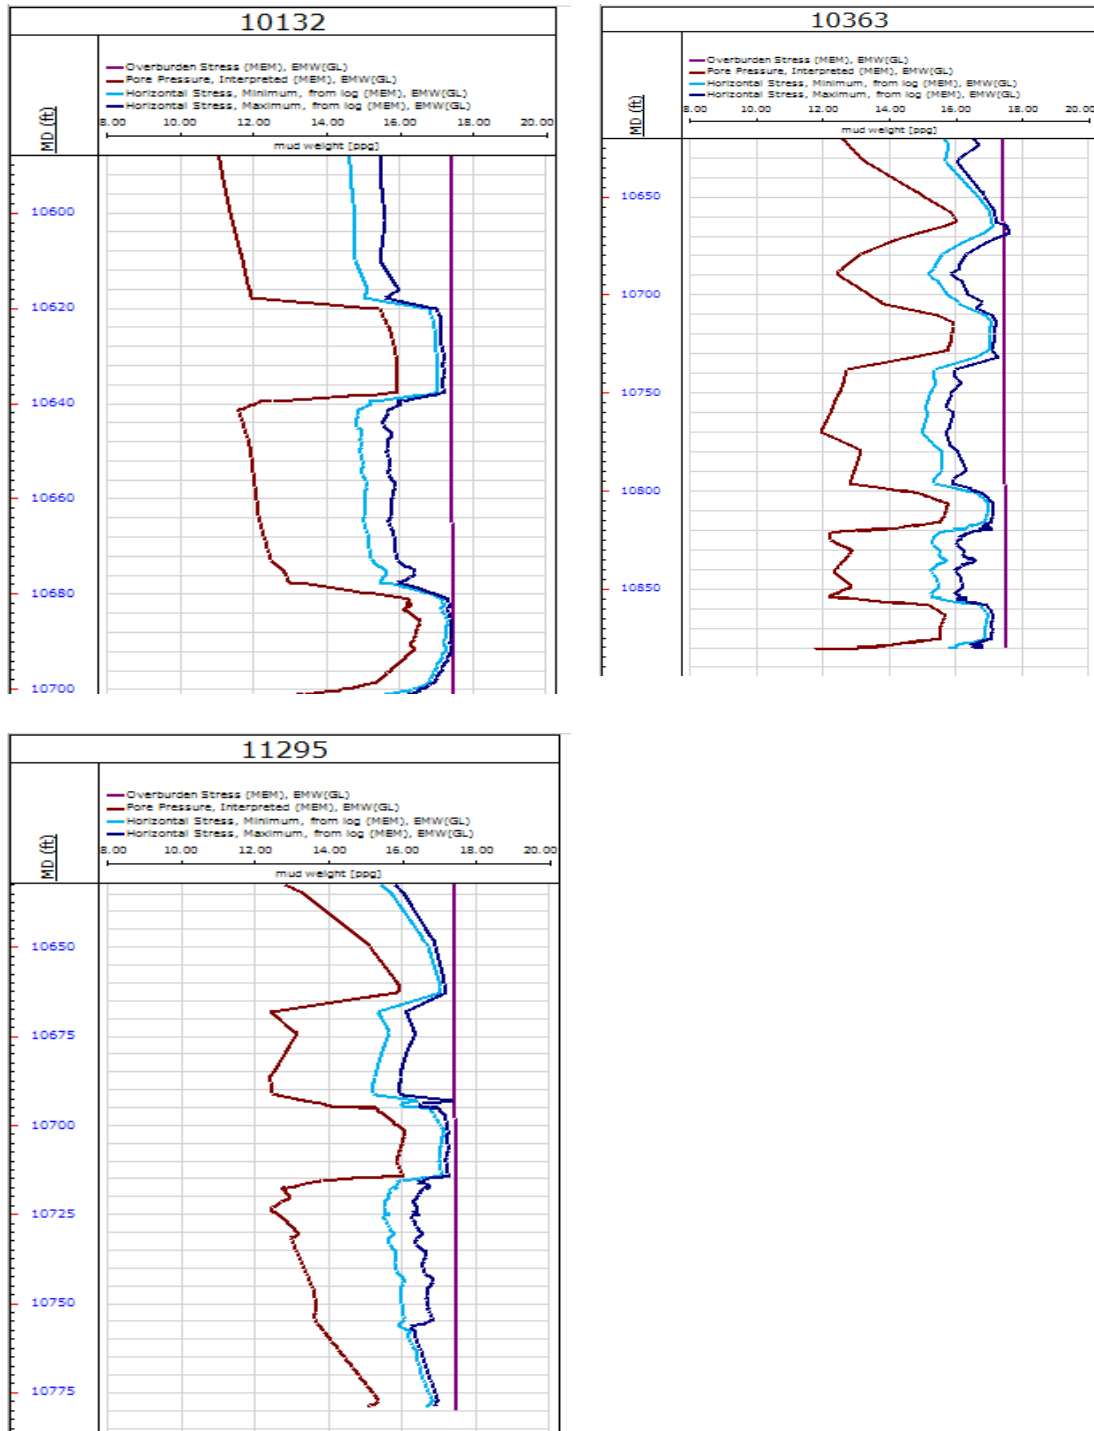 10132
Overburden Stress (MEM), EMW(GL)
Pore Pressure, Interpreted (MEM), EMW(GL)
Horizontal Stress, Minimum, from log (MEM), EMW(GL)
Horizontal Stress, Maximum, from log (MEM), EMW(GL)
MD (ft)
8.00 10.00 12.00 14.00 16.00 18.00 20.00
mud weight [ppg]
10600
10620
10640
10660
10680
10700
10363
Overburden Stress (MEM), EMW(GL)
Pore Pressure, Interpreted (MEM), EMW(GL)
Horizontal Stress, Minimum, from log (MEM), EMW(GL)
Horizontal Stress, Maximum, from log (MEM), EMW(GL)
MD (ft)
8.00 10.00 12.00 14.00 16.00 18.00 20.00
mud weight [ppg]
10650
10700
10750
10800
10850
11295
Overburden Stress (MEM), EMW(GL)
Pore Pressure, Interpreted (MEM), EMW(GL)
Horizontal Stress, Minimum, from log (MEM), EMW(GL)
Horizontal Stress, Maximum, from log (MEM), EMW(GL)
MD (ft)
8.00 10.00 12.00 14.00 16.00 18.00 20.00
mud weight [ppg]
10650
10675
10700
10725
10750
10775